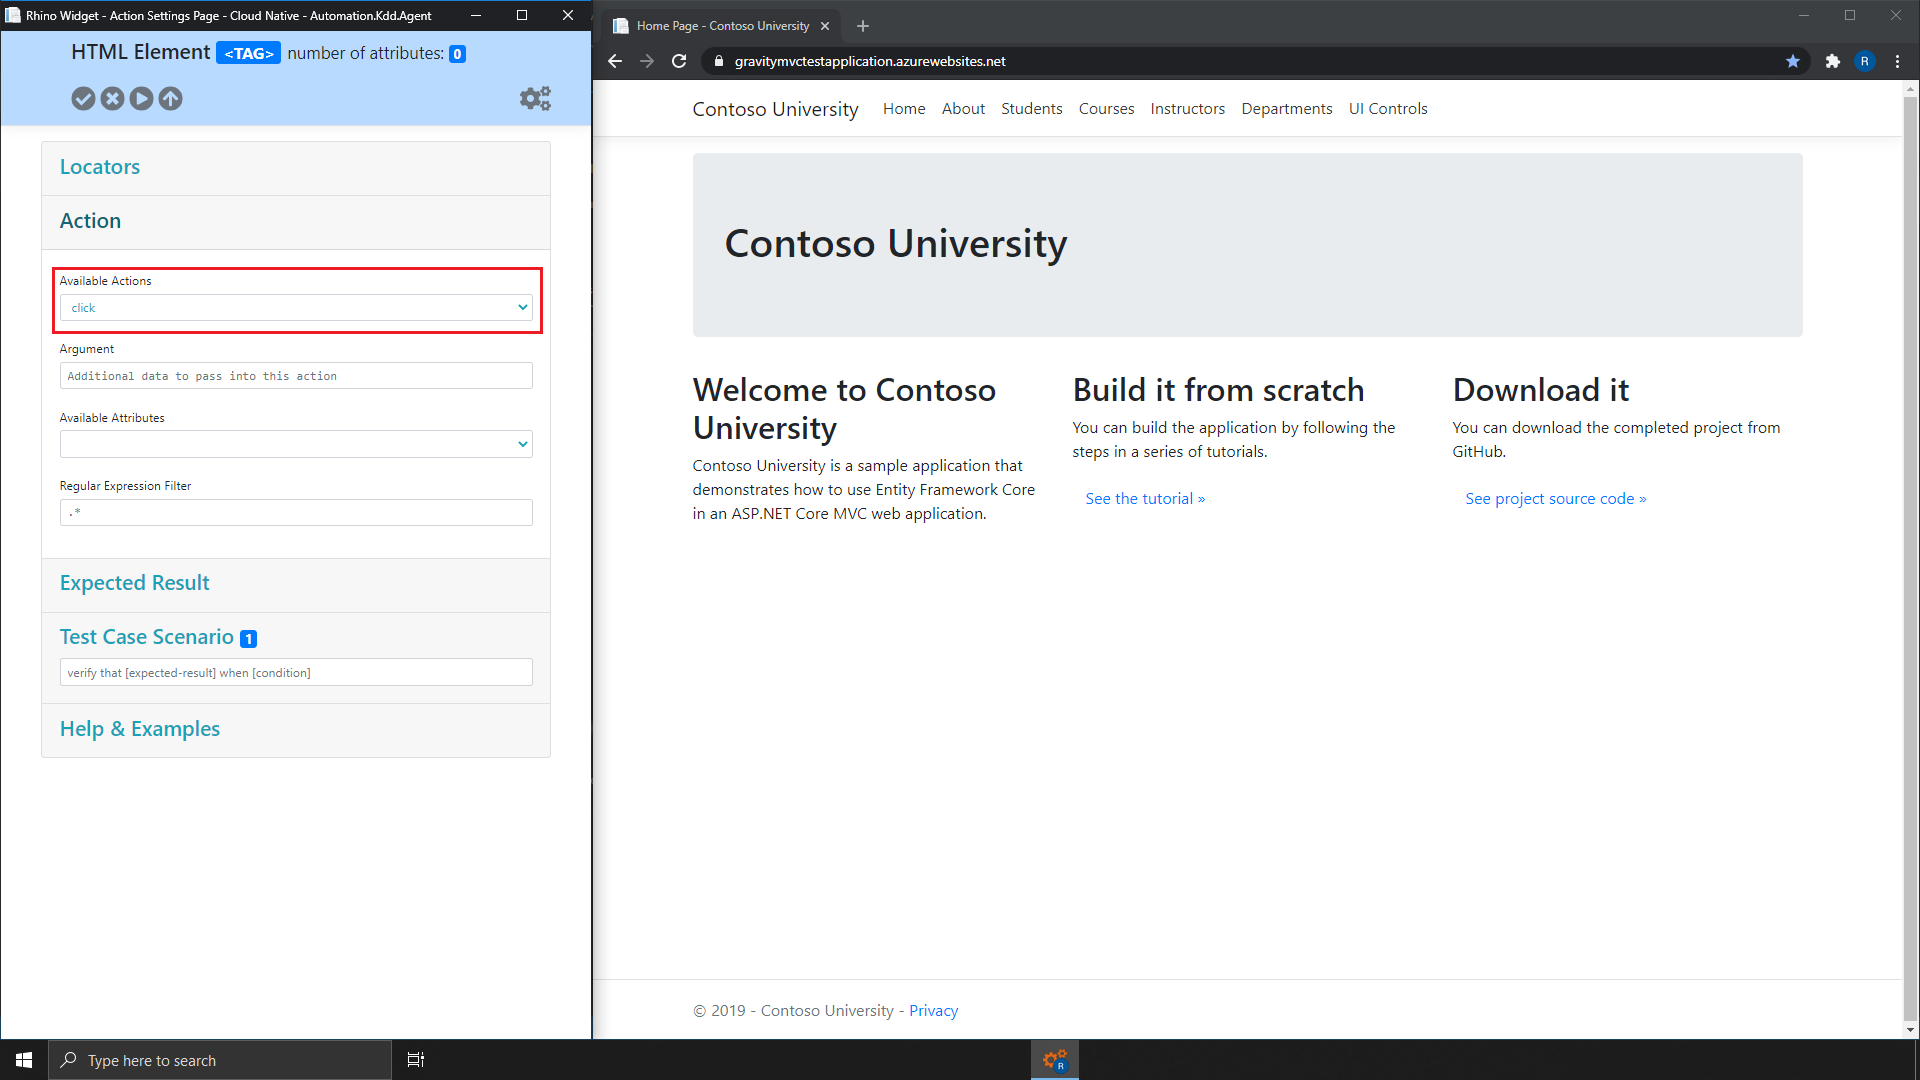 Rhino Widget - Action Settings Page - Cloud Native - Automation.Kdd.Agent
HTML Element <TAG> number of attributes: 0
Locators
Action
Available Actions
click
Argument
Additional data to pass into this action
Available Attributes
Regular Expression Filter
.*
Expected Result
Test Case Scenario 1
verify that [expected-result] when [condition]
Help & Examples
Home Page - Contoso University
gravitymvctestapplication.azurewebsites.net
R
Contoso University Home About Students Courses Instructors Departments UI Controls
Contoso University
Welcome to Contoso
University
Contoso University is a sample application that
demonstrates how to use Entity Framework Core
in an ASP.NET Core MVC web application.
Build it from scratch
You can build the application by following the
steps in a series of tutorials.
See the tutorial »
Download it
You can download the completed project from
GitHub.
See project source code »
© 2019 - Contoso University - Privacy
Type here to search
R